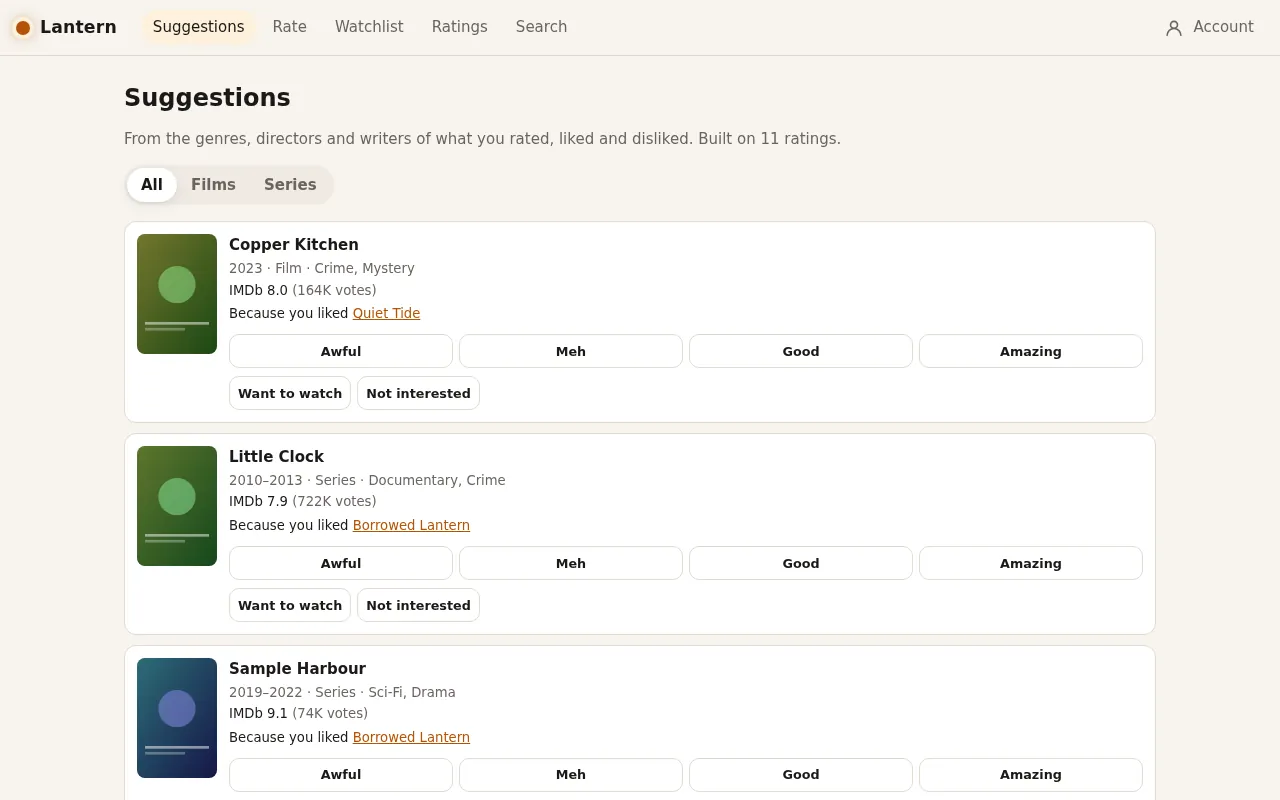 Lantern Suggestions Rate Watchlist Ratings Search Account
Suggestions
From the genres, directors and writers of what you rated, liked and disliked. Built on 11 ratings.
All Films Series
Copper Kitchen
2023 · Film · Crime, Mystery
IMDb 8.0 (164K votes)
Because you liked Quiet Tide
Awful Meh Good Amazing
Want to watch Not interested
Little Clock
2010–2013 · Series · Documentary, Crime
IMDb 7.9 (722K votes)
Because you liked Borrowed Lantern
Awful Meh Good Amazing
Want to watch Not interested
Sample Harbour
2019–2022 · Series · Sci-Fi, Drama
IMDb 9.1 (74K votes)
Because you liked Borrowed Lantern
Awful Meh Good Amazing